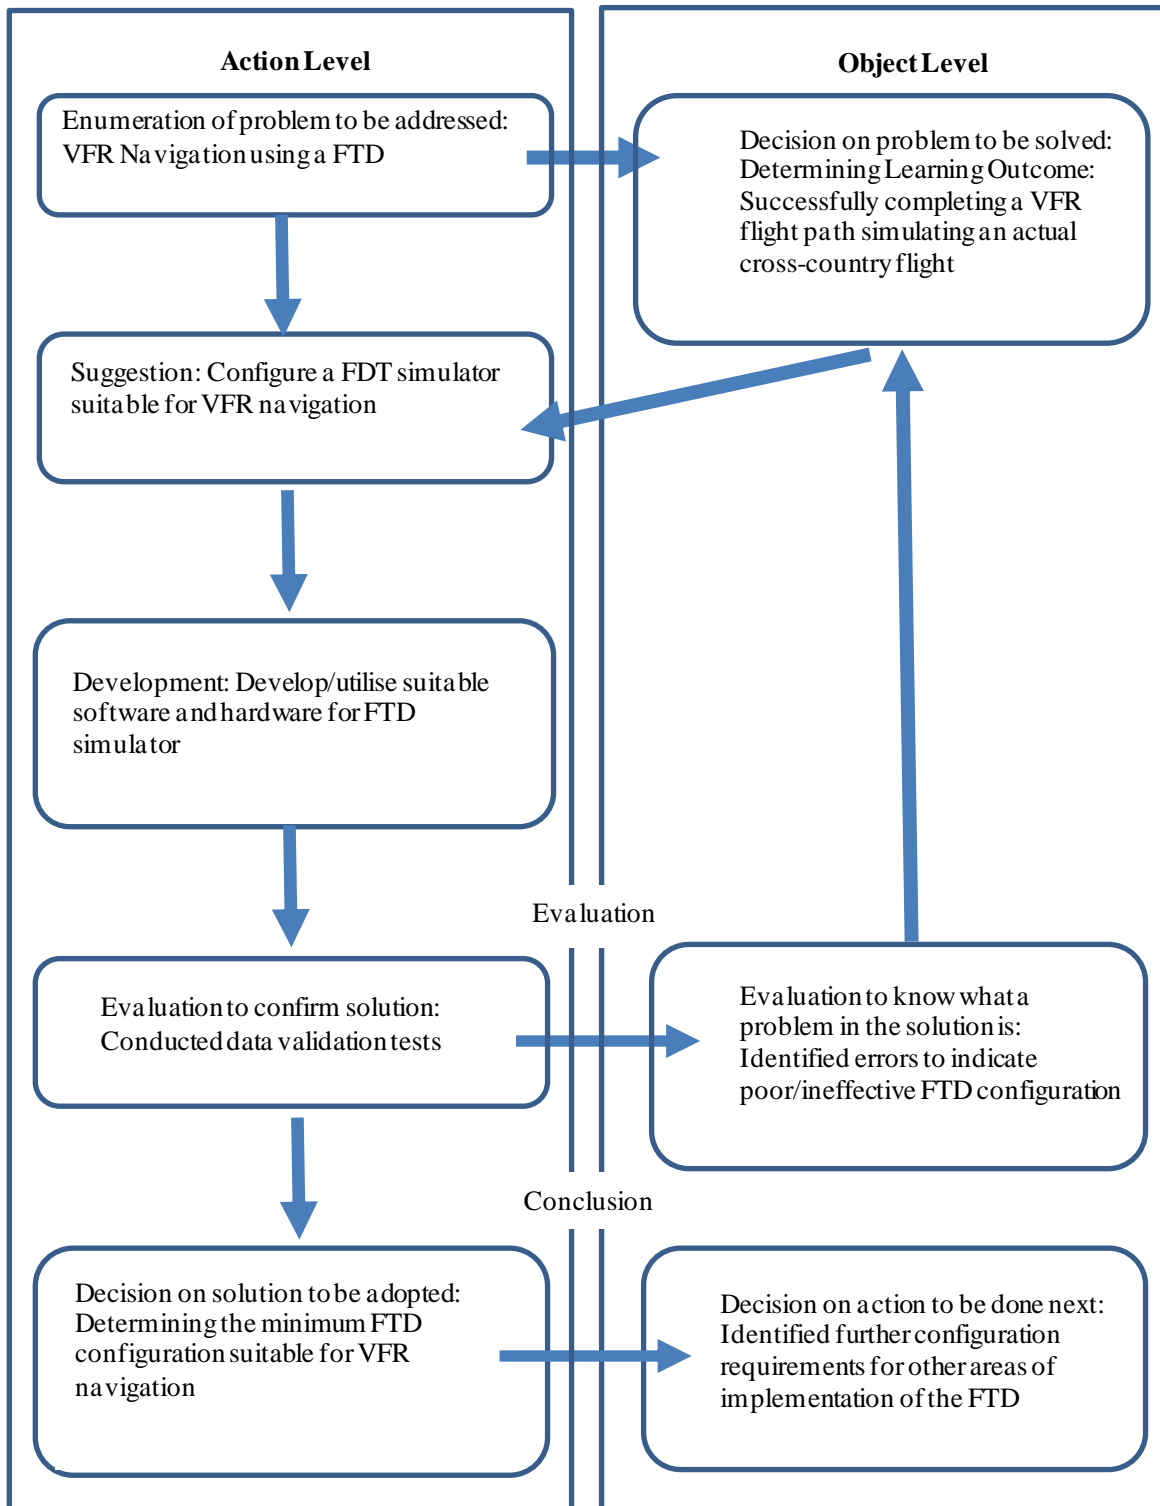 Action Level
Object Level
Enumeration of problem to be addressed:
VFR Navigation using a FTD
Decision on problem to be solved:
Determining Learning Outcome:
Successfully completing a VFR
flight path simulating an actual
cross-country flight
Suggestion: Configure a FDT simulator
suitable for VFR navigation
Development: Develop/utilise suitable
software and hardware for FTD
simulator
Evaluation
Evaluation to confirm solution:
Conducted data validation tests
Evaluation to know what a
problem in the solution is:
Identified errors to indicate
poor/ineffective FTD configuration
Conclusion
Decision on solution to be adopted:
Determining the minimum FTD
configuration suitable for VFR
navigation
Decision on action to be done next:
Identified further configuration
requirements for other areas of
implementation of the FTD